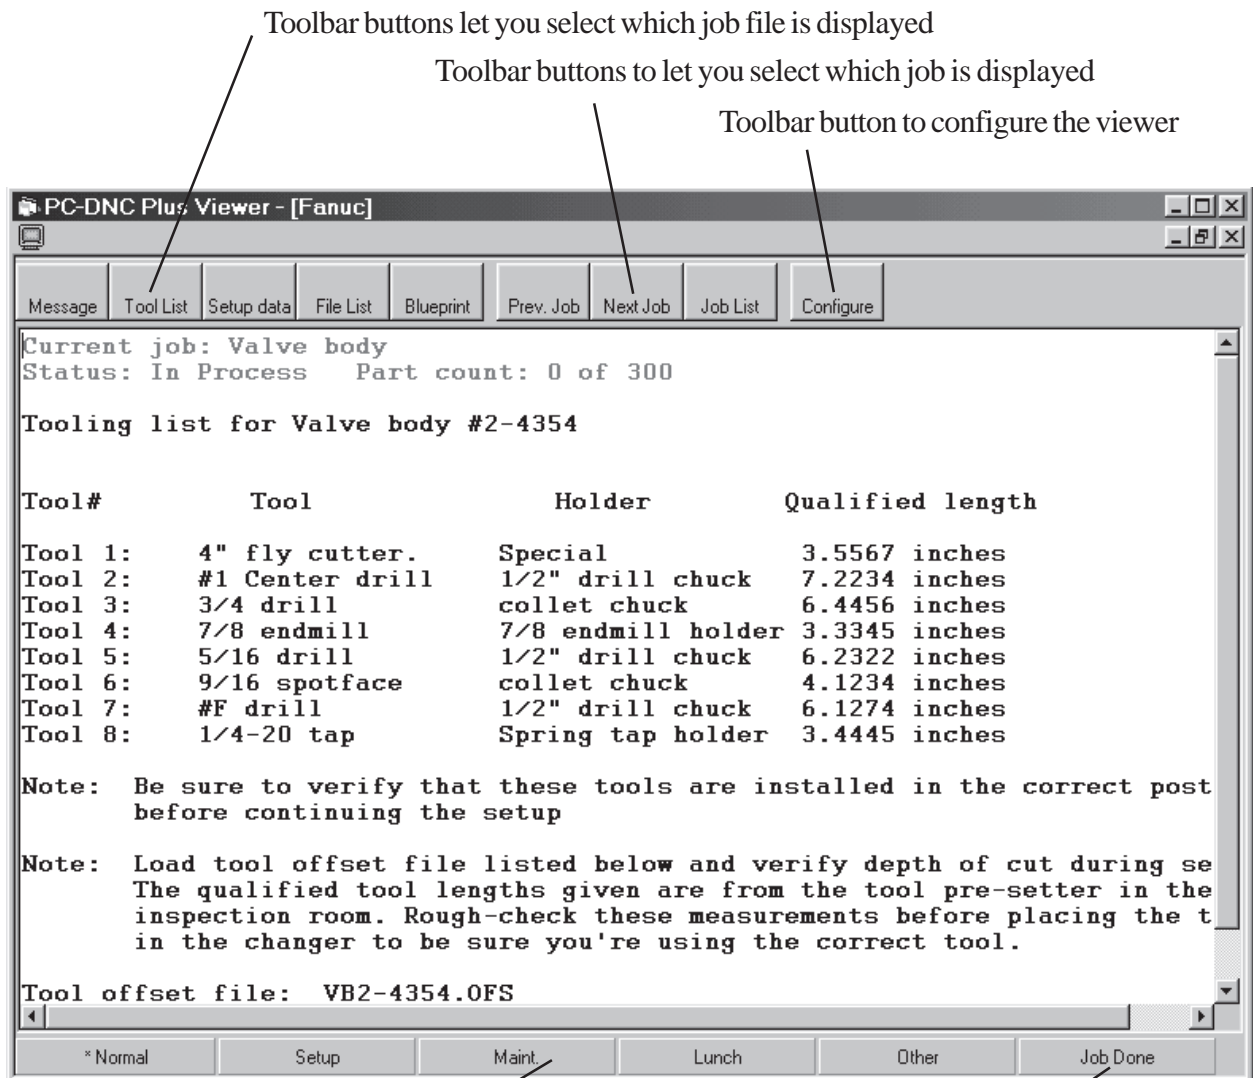 Toolbar buttons let you select which job file is displayed
Toolbar buttons to let you select which job is displayed
Toolbar button to configure the viewer
PC-DNC Plus Viewer - [Fanuc]
Message Tool List Setup data File List Blueprint Prev. Job Next Job Job List Configure
Current job: Valve body
Status: In Process Part count: 0 of 300
Tooling list for Valve body #2-4354
Tool# Tool Holder Qualified length
Tool 1: 4" fly cutter. Special 3.5567 inches
Tool 2: #1 Center drill 1/2" drill chuck 7.2234 inches
Tool 3: 3/4 drill collet chuck 6.4456 inches
Tool 4: 7/8 endmill 7/8 endmill holder 3.3345 inches
Tool 5: 5/16 drill 1/2" drill chuck 6.2322 inches
Tool 6: 9/16 spotface collet chuck 4.1234 inches
Tool 7: #F drill 1/2" drill chuck 6.1274 inches
Tool 8: 1/4-20 tap Spring tap holder 3.4445 inches
Note: Be sure to verify that these tools are installed in the correct post
before continuing the setup
Note: Load tool offset file listed below and verify depth of cut during se
The qualified tool lengths given are from the tool pre-setter in the
inspection room. Rough-check these measurements before placing the t
in the changer to be sure you're using the correct tool.
Tool offset file: VB2-4354.OFS
* Normal Setup Maint. Lunch Other Job Done